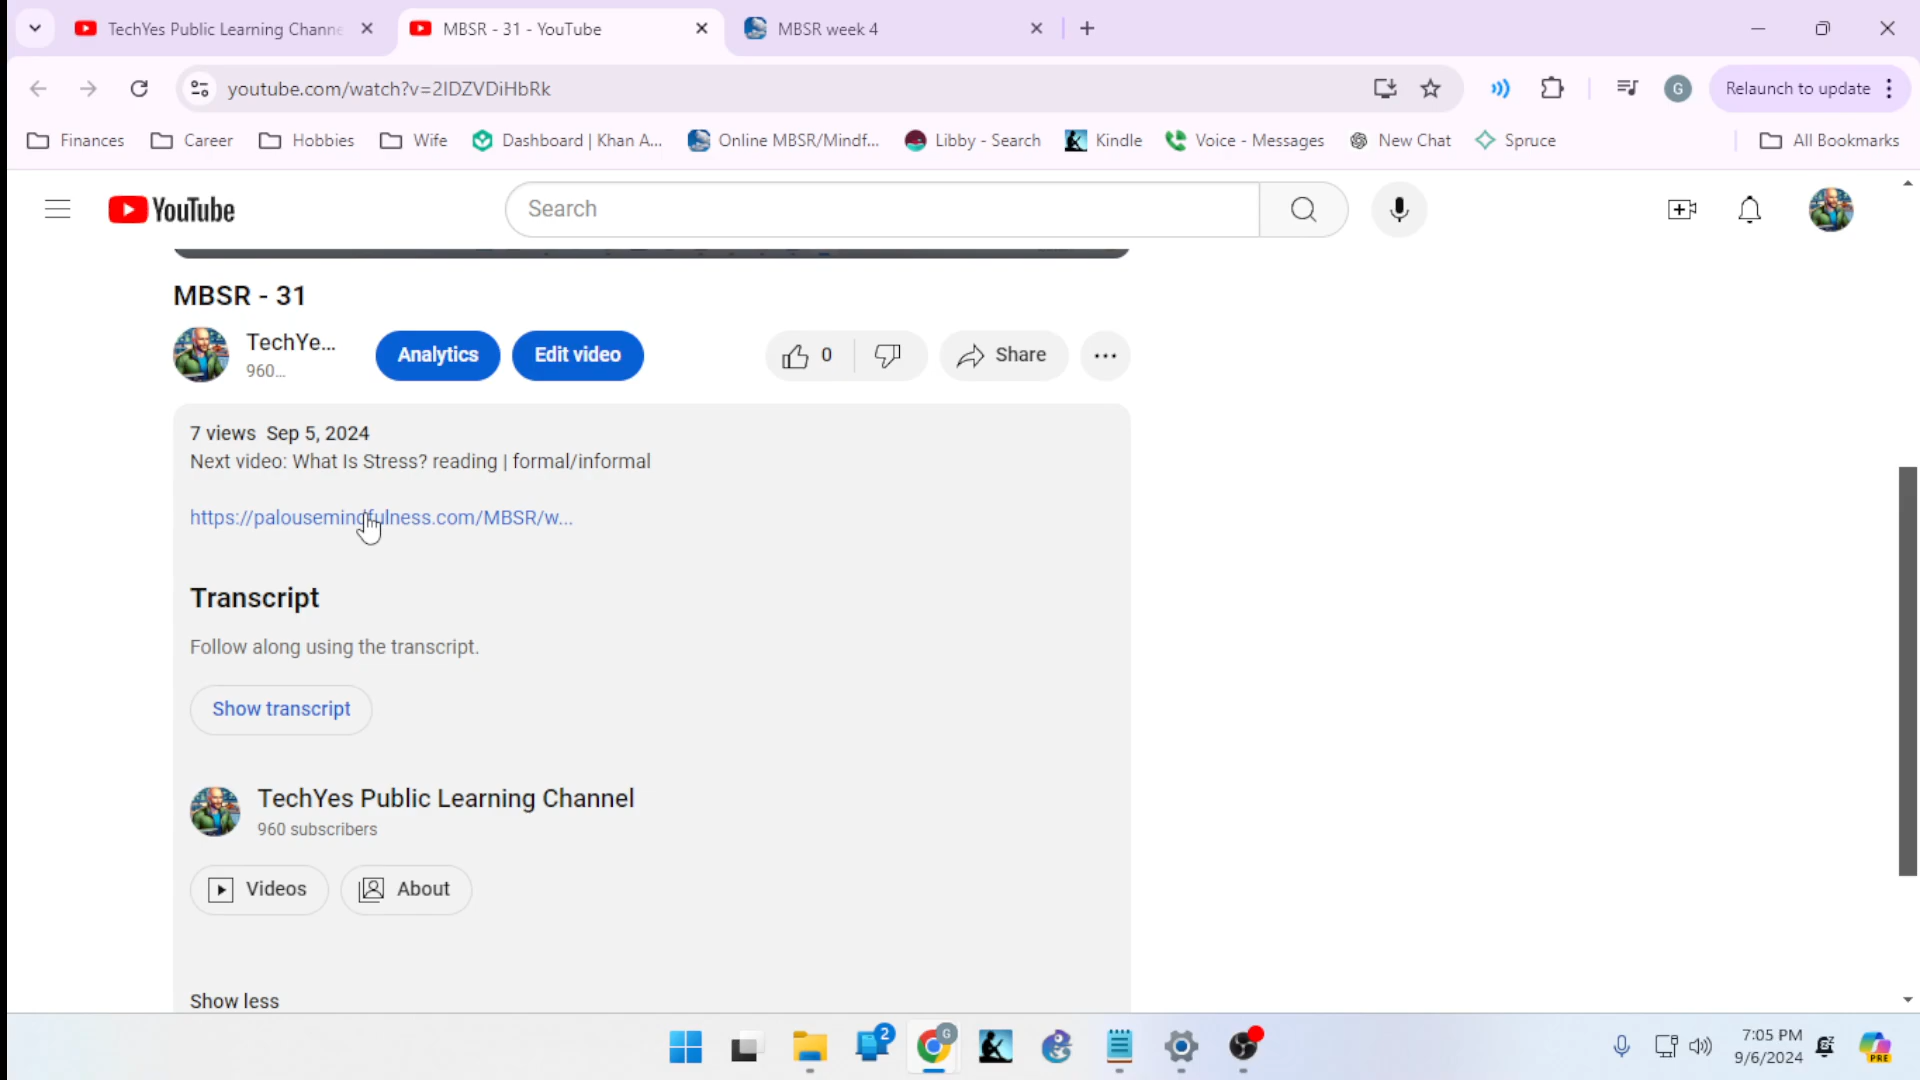 TechYes Public Learning Channe
MBSR - 31 - YouTube
MBSR week 4
youtube.com/watch?v=2IDZVDiHbRk
G
Relaunch to update
Finances
Career
Hobbies
Wife
Dashboard | Khan A...
Online MBSR/Mindf...
Libby - Search
Kindle
Voice - Messages
New Chat
Spruce
All Bookmarks
YouTube
Search
MBSR - 31
TechYe...
960...
Analytics
Edit video
0
Share
7 views Sep 5, 2024
Next video: What Is Stress? reading | formal/informal
https://palousemindfulness.com/MBSR/w...
Transcript
Follow along using the transcript.
Show transcript
TechYes Public Learning Channel
960 subscribers
Videos
About
Show less
2
G
7:05 PM
9/6/2024
PRE